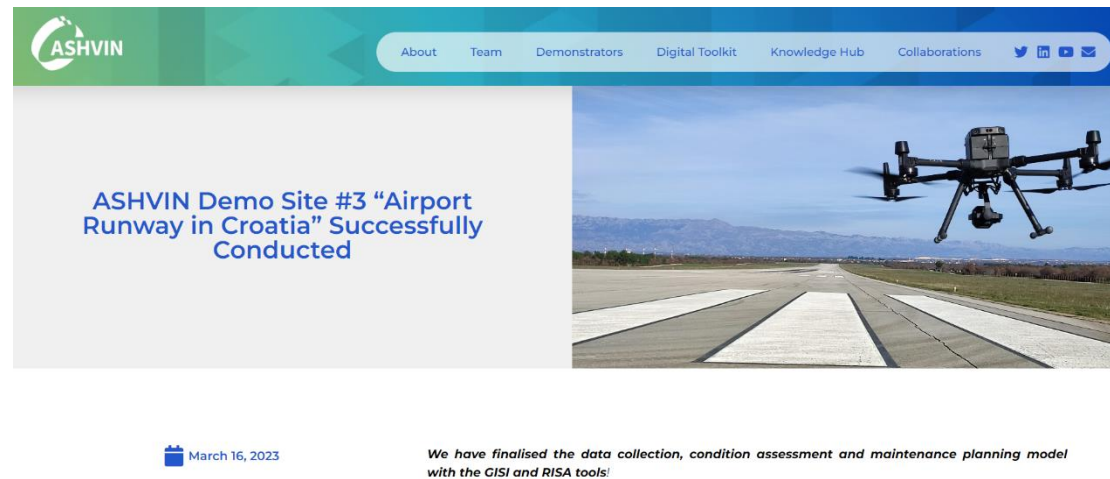 ASHVIN
About Team Demonstrators Digital Toolkit Knowledge Hub Collaborations
ASHVIN Demo Site #3 “Airport
Runway in Croatia” Successfully
Conducted
March 16, 2023
We have finalised the data collection, condition assessment and maintenance planning model
with the GISI and RISA tools!